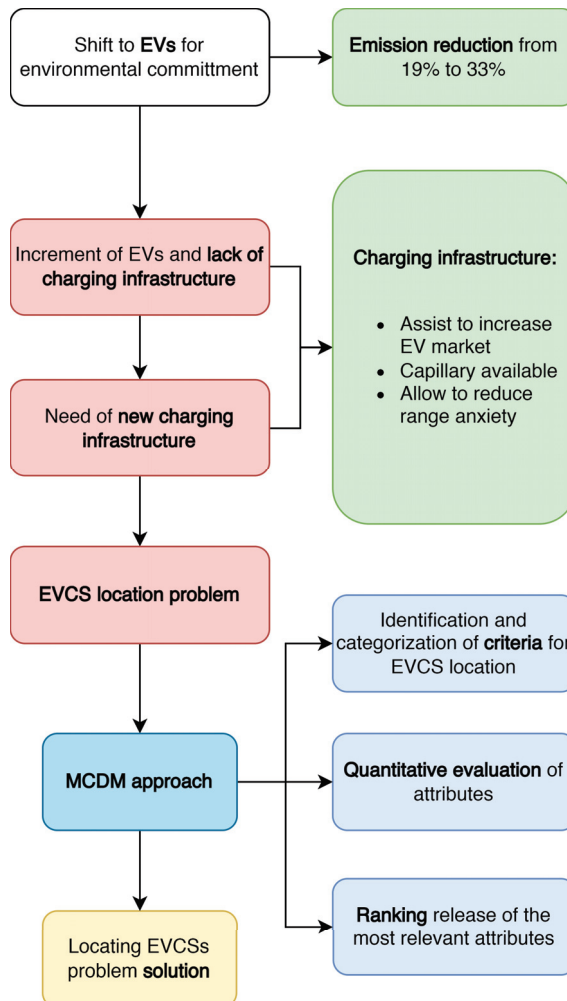 Shift to EVs for
environmental committment
Emission reduction from
19% to 33%
Increment of EVs and lack of
charging infrastructure
Charging infrastructure:
• Assist to increase
EV market
• Capillary available
• Allow to reduce
range anxiety
Need of new charging
infrastructure
EVCS location problem
Identification and
categorization of criteria for
EVCS location
MCDM approach
Quantitative evaluation of
attributes
Ranking release of the
most relevant attributes
Locating EVCSs
problem solution